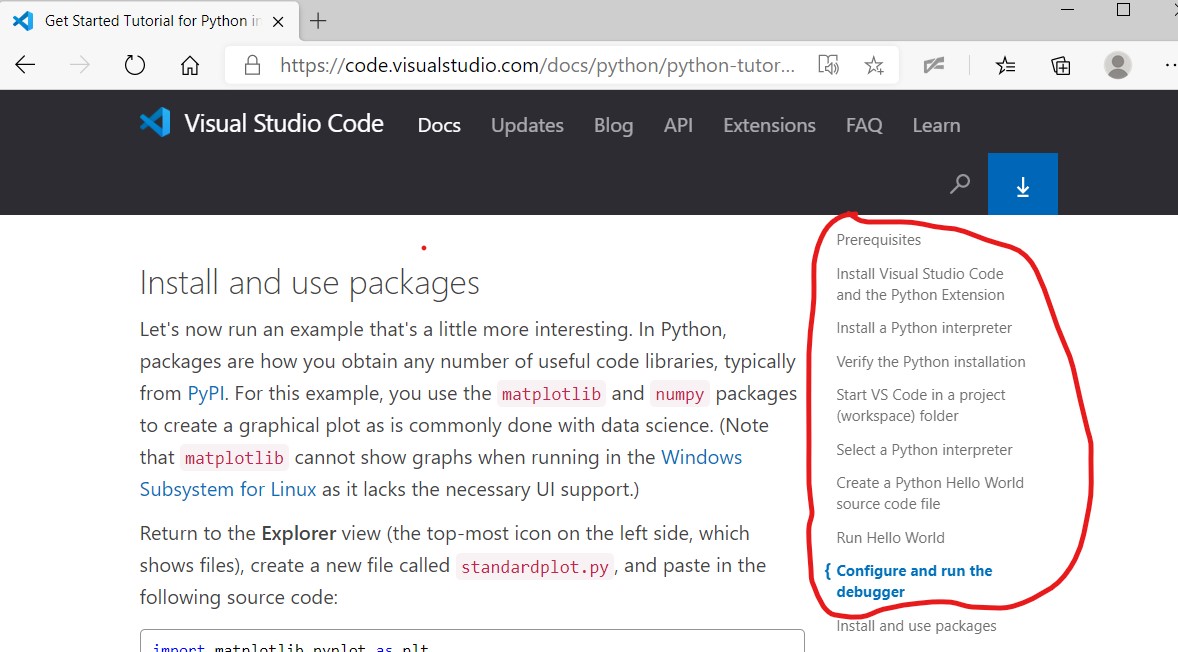 Get Started Tutorial for Python in
https://code.visualstudio.com/docs/python/python-tutor...
Visual Studio Code
Docs
Updates
Blog
API
Extensions
FAQ
Learn
Install and use packages
Let's now run an example that's a little more interesting. In Python,
packages are how you obtain any number of useful code libraries, typically
from PyPI. For this example, you use the matplotlib and numpy packages
to create a graphical plot as is commonly done with data science. (Note
that matplotlib cannot show graphs when running in the Windows
Subsystem for Linux as it lacks the necessary UI support.)
Return to the Explorer view (the top-most icon on the left side, which
shows files), create a new file called standardplot.py, and paste in the
following source code:
import matplotlib.pyplot as plt
Prerequisites
Install Visual Studio Code
and the Python Extension
Install a Python interpreter
Verify the Python installation
Start VS Code in a project
(workspace) folder
Select a Python interpreter
Create a Python Hello World
source code file
Run Hello World
{ Configure and run the
debugger
Install and use packages